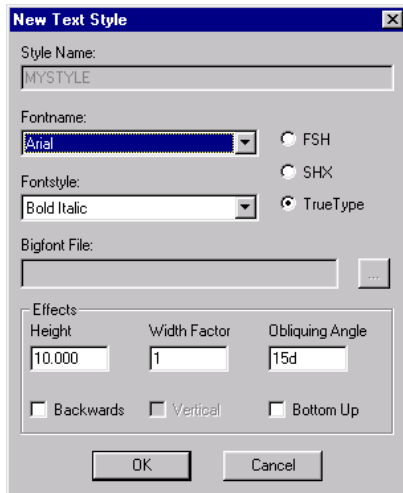 New Text Style
Style Name:
MYSTYLE
Fontname:
Arial
FSH
SHX
Fontstyle:
Bold Italic
TrueType
Bigfont File:
...
Effects
Height Width Factor Obliquing Angle
10.000 1 15d
Backwards Vertical Bottom Up
OK Cancel